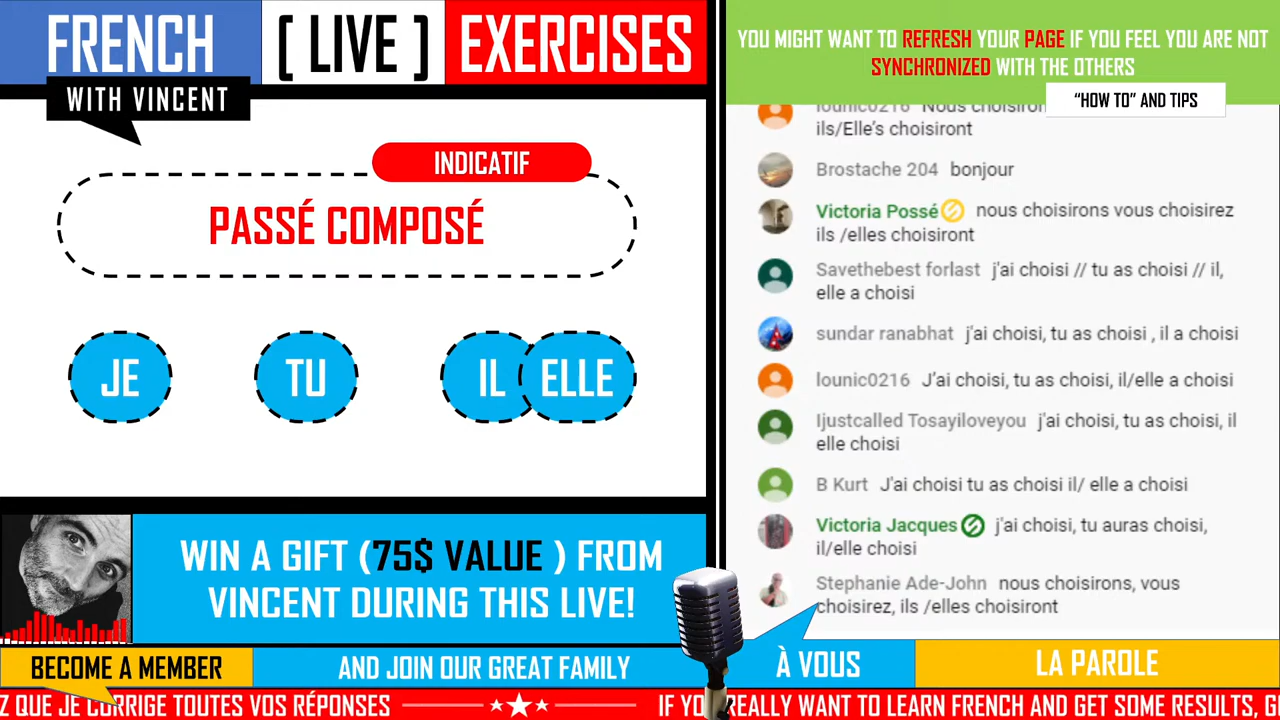 FRENCH
[ LIVE ]
EXERCISES
WITH VINCENT
INDICATIF
PASSÉ COMPOSÉ
JE
TU
IL
ELLE
WIN A GIFT (75$ VALUE ) FROM
VINCENT DURING THIS LIVE!
BECOME A MEMBER
AND JOIN OUR GREAT FAMILY
YOU MIGHT WANT TO REFRESH YOUR PAGE IF YOU FEEL YOU ARE NOT
SYNCHRONIZED WITH THE OTHERS
“HOW TO” AND TIPS
lounic0216 Nous choisiron
ils/Elle’s choisiront
Brostache 204 bonjour
Victoria Possé nous choisirons vous choisirez
ils /elles choisiront
Savethebest forlast j'ai choisi // tu as choisi // il,
elle a choisi
sundar ranabhat j'ai choisi, tu as choisi , il a choisi
lounic0216 J’ai choisi, tu as choisi, il/elle a choisi
Ijustcalled Tosayiloveyou j'ai choisi, tu as choisi, il
elle choisi
B Kurt J'ai choisi tu as choisi il/ elle a choisi
Victoria Jacques j'ai choisi, tu auras choisi,
il/elle choisi
Stephanie Ade-John nous choisirons, vous
choisirez, ils /elles choisiront
À VOUS
LA PAROLE
Z QUE JE CORRIGE TOUTES VOS RÉPONSES
IF YOU REALLY WANT TO LEARN FRENCH AND GET SOME RESULTS, G